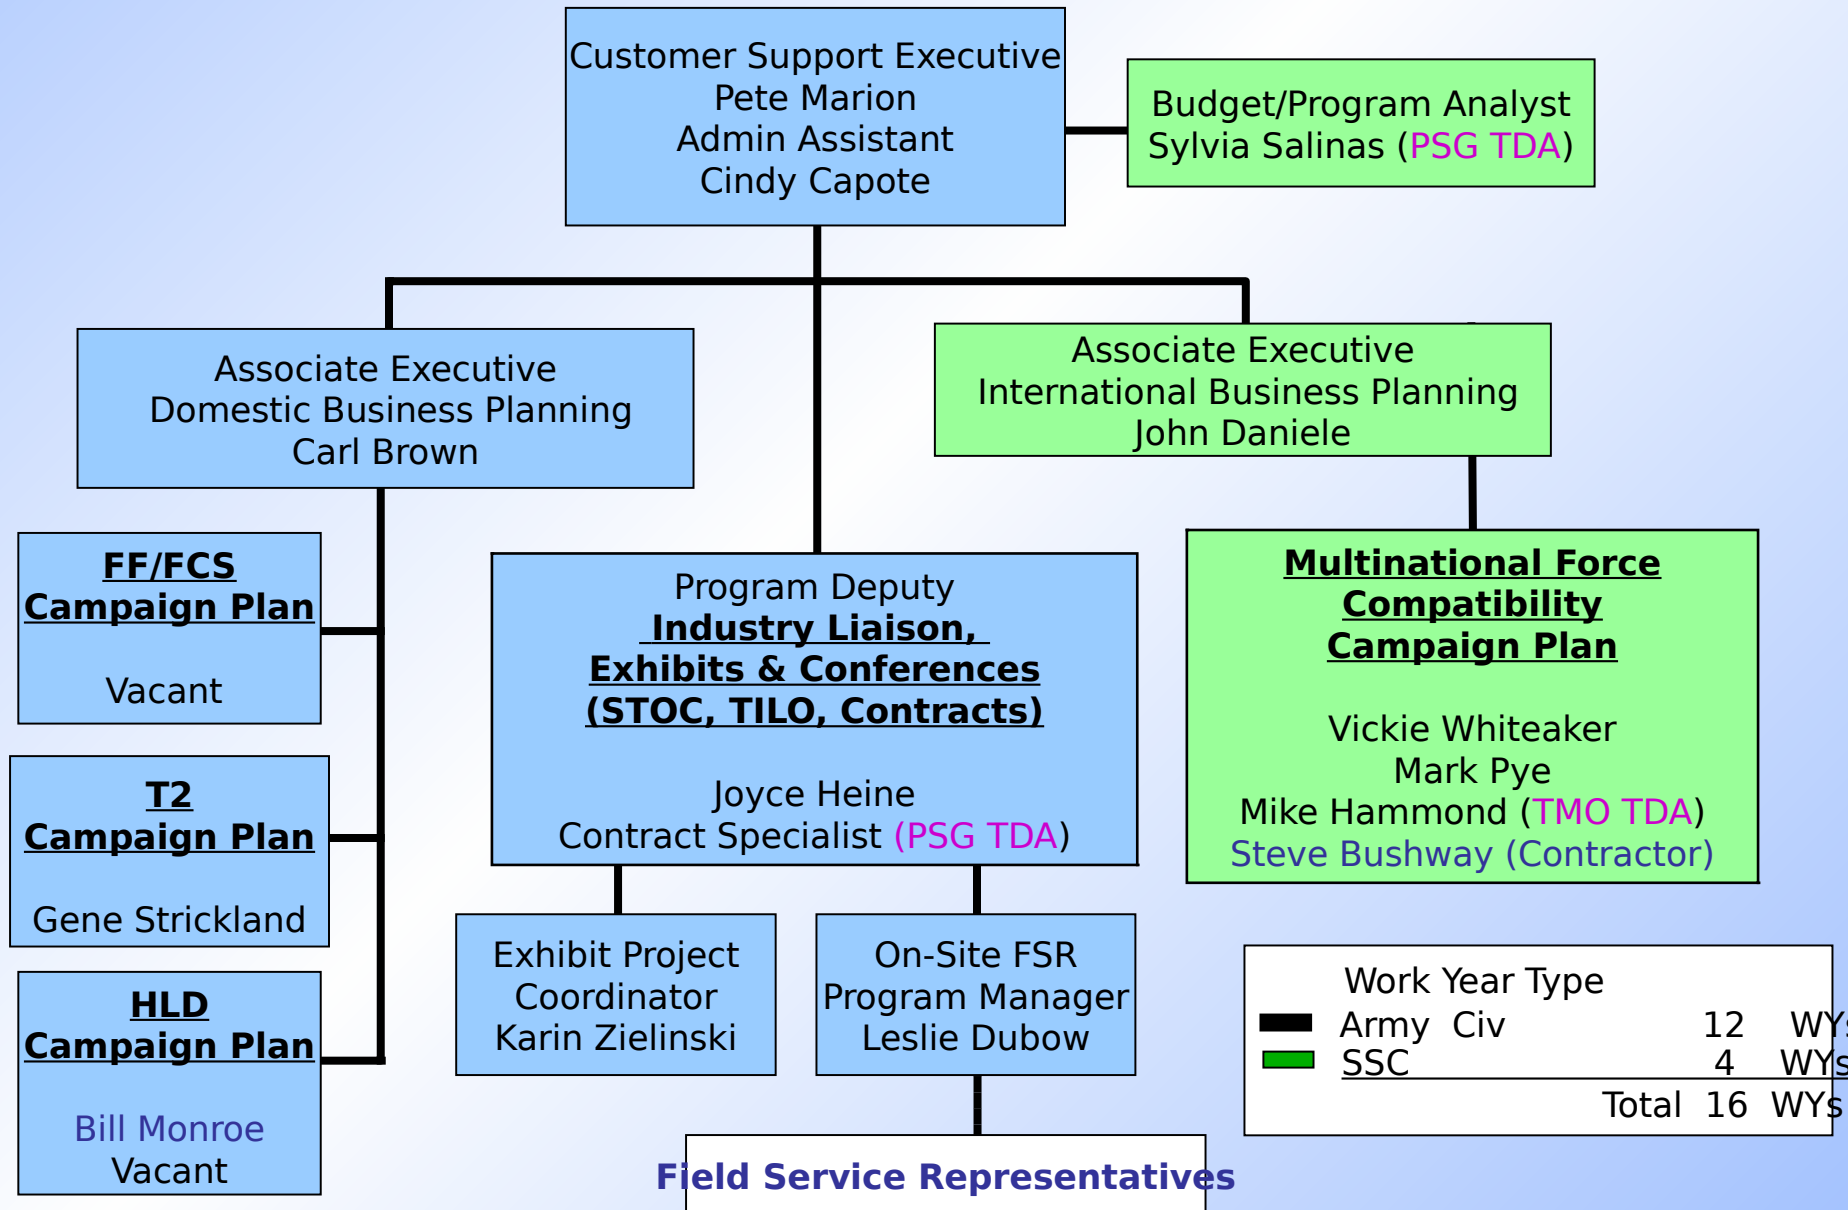 Customer Support Executive
Pete Marion
Admin Assistant
Cindy Capote
Budget/Program Analyst
Sylvia Salinas (PSG TDA)
Associate Executive
Domestic Business Planning
Carl Brown
Associate Executive
International Business Planning
John Daniele
FF/FCS
Campaign Plan
Vacant
T2
Campaign Plan
Gene Strickland
HLD
Campaign Plan
Bill Monroe
Vacant
Program Deputy
Industry Liaison,
Exhibits & Conferences
(STOC, TILO, Contracts)
Joyce Heine
Contract Specialist (PSG TDA)
Exhibit Project
Coordinator
Karin Zielinski
On-Site FSR
Program Manager
Leslie Dubow
Field Service Representatives
Multinational Force
Compatibility
Campaign Plan
Vickie Whiteaker
Mark Pye
Mike Hammond (TMO TDA)
Steve Bushway (Contractor)
Work Year Type
Army Civ 12 WYs
SSC 4 WYs
Total 16 WYs